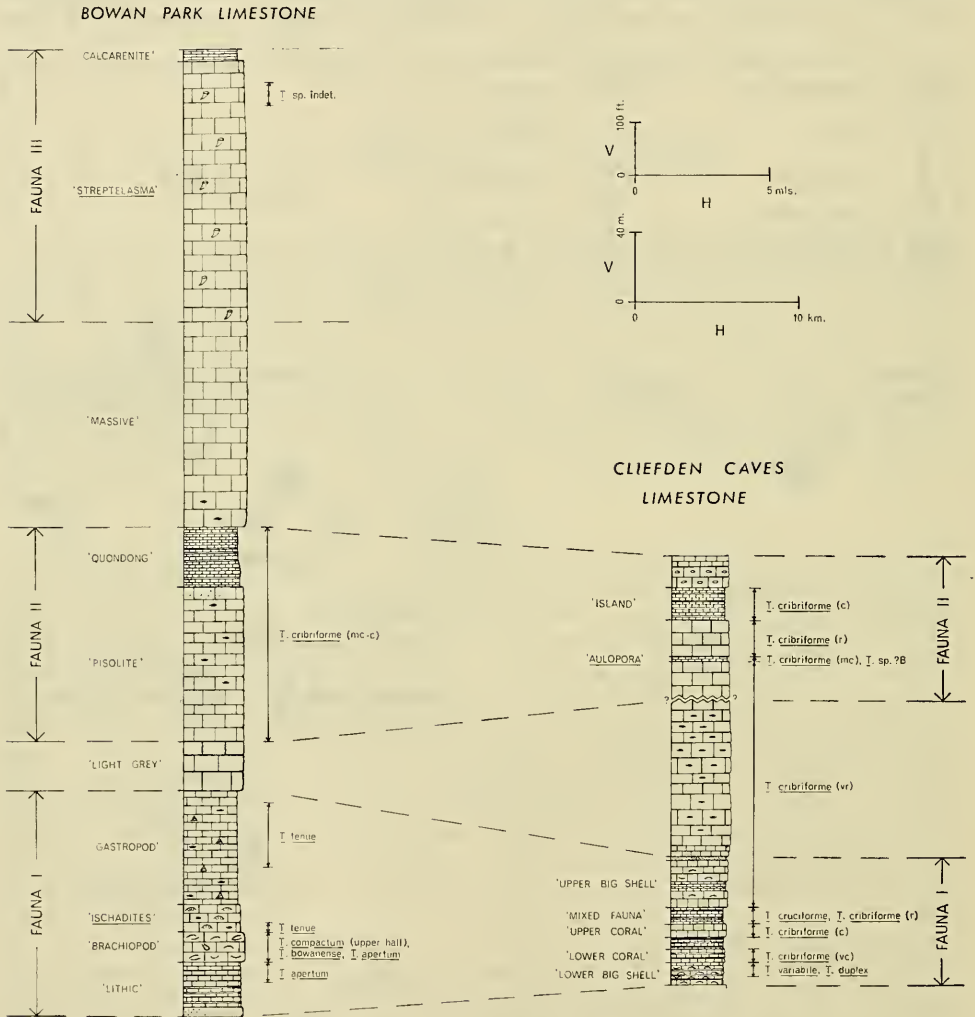 BOWAN PARK LIMESTONE
CALCARENITE'
T sp. indet.
FAUNA III
'STREPTELASMA'
'MASSIVE'
FAUNA II
'QUONDONG'
'PISOLITE'
T. cribriforme (mc-c)
'LIGHT GREY'
FAUNA I
GASTROPOD'
T tenue
'ISCHADITES'
T tenue
'BRACHIOPOD'
T. compactum (upper half),
T. bowanense, T. apertum
T apertum
'LITHIC'
100 ft.
V
0
0
5 mls.
H
40 m.
V
0
0
10 km.
H
CLIEFDEN CAVES
LIMESTONE
'ISLAND'
T. cribriforme (c)
T. cribriforme (r)
'AULOPORA'
T. cribriforme (mc), T. sp. ?B
FAUNA II
? ?
T cribriforme (vr)
'UPPER BIG SHELL'
'MIXED FAUNA'
T cruciforme, T. cribriforme (r)
'UPPER CORAL'
T. cribriforme (c)
'LOWER CORAL'
T. cribriforme (vc)
'LOWER BIG SHELL'
T variabile, T. duplex
FAUNA I